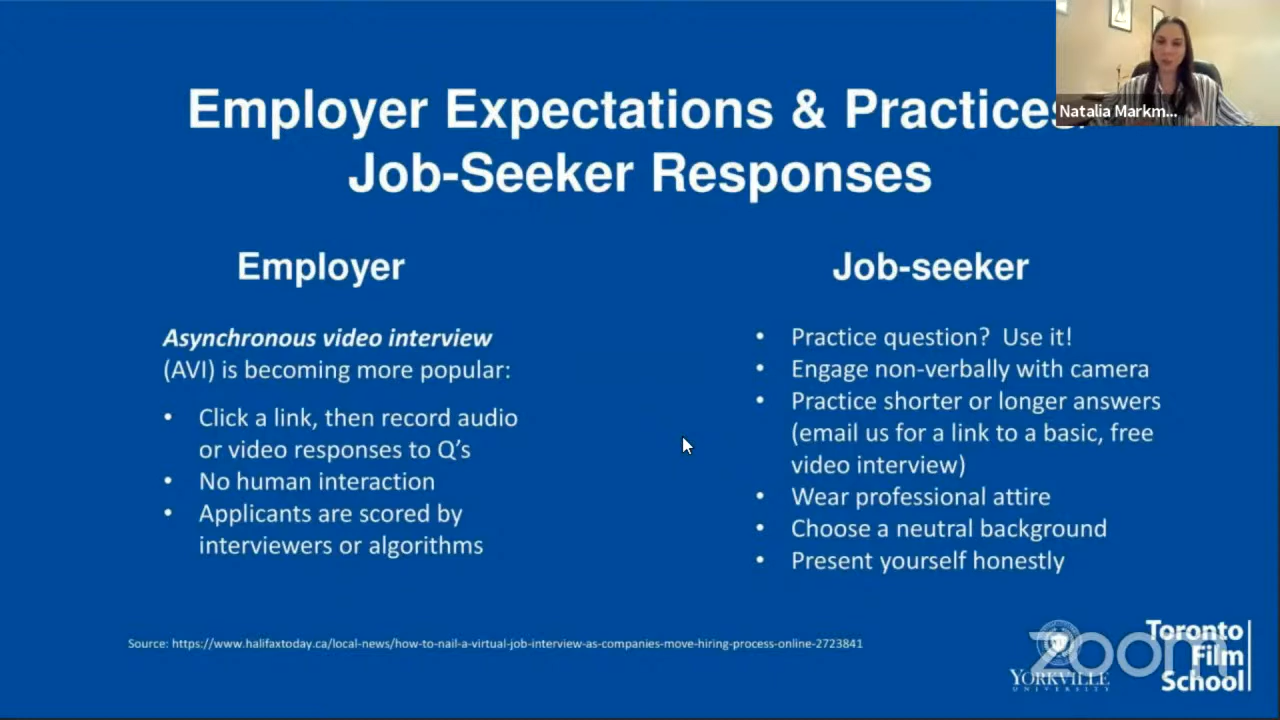 Employer Expectations & Practices
Job-Seeker Responses
Natalia Markm...
Employer
Asynchronous video interview
(AVI) is becoming more popular:
• Click a link, then record audio
or video responses to Q's
• No human interaction
• Applicants are scored by
interviewers or algorithms
Job-seeker
• Practice question? Use it!
• Engage non-verbally with camera
• Practice shorter or longer answers
(email us for a link to a basic, free
video interview)
• Wear professional attire
• Choose a neutral background
• Present yourself honestly
Source: https://www.halifaxtoday.ca/local-news/how-to-nail-a-virtual-job-interview-as-companies-move-hiring-process-online-2723841
zoom
YORKVILLE
UNIVERSITY
Toronto
Film
School